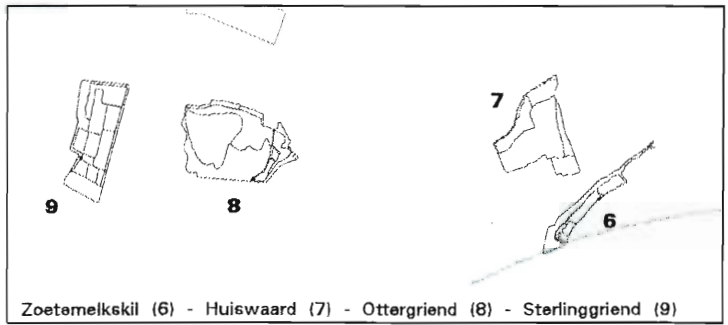 7
9
8
6
Zoetemelkskil (6) - Huiswaard (7) - Ottergriend (8) - Sterlinggriend (9)